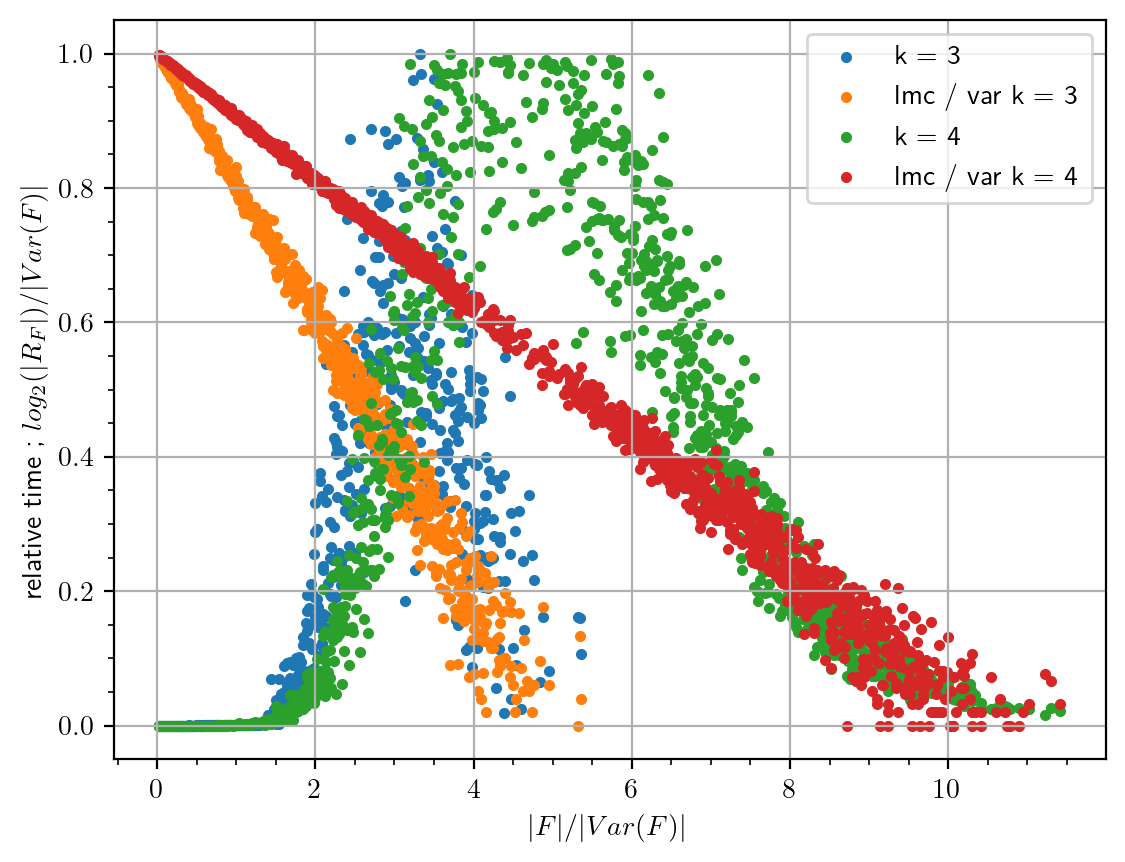 relative time ; log₂(|R_F|)/|Var(F)|
1.0
0.8
0.6
0.4
0.2
0.0
k = 3
lmc / var k = 3
k = 4
lmc / var k = 4
0 2 4 6 8 10
|F|/|Var(F)|